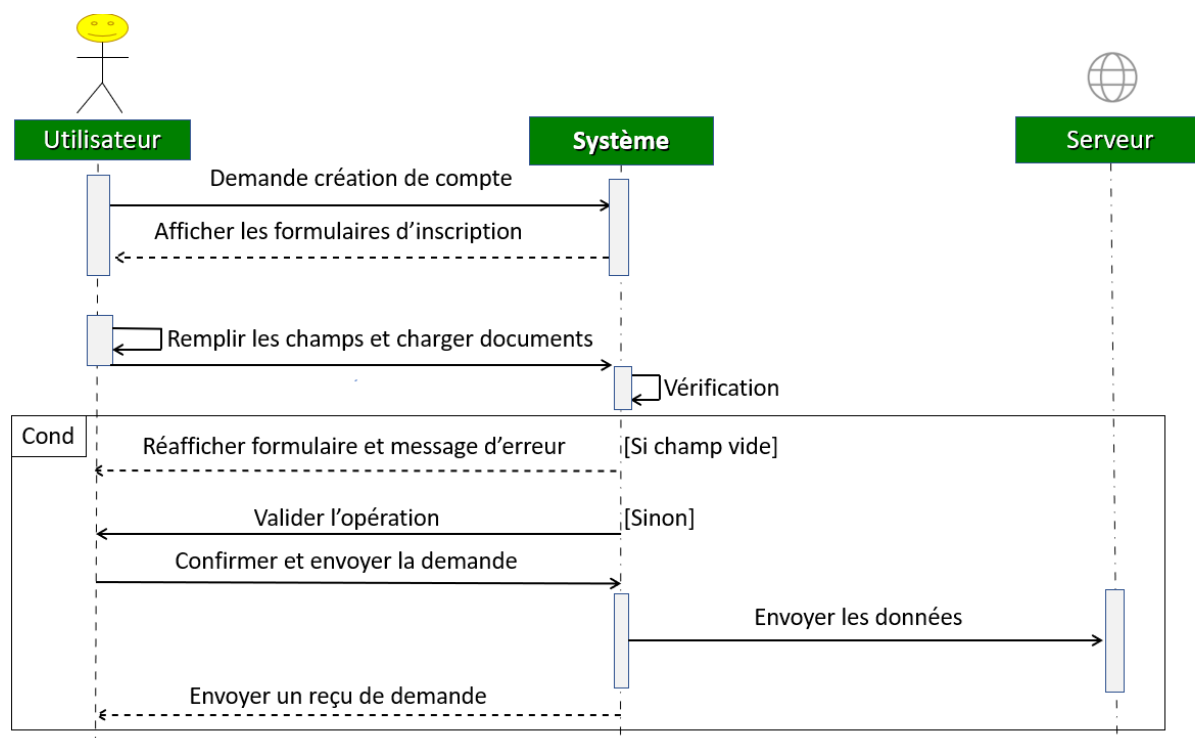 Utilisateur
Système
Serveur
Demande création de compte
Afficher les formulaires d’inscription
Remplir les champs et charger documents
Vérification
Cond
Réafficher formulaire et message d’erreur
[Si champ vide]
Valider l’opération
[Sinon]
Confirmer et envoyer la demande
Envoyer les données
Envoyer un reçu de demande